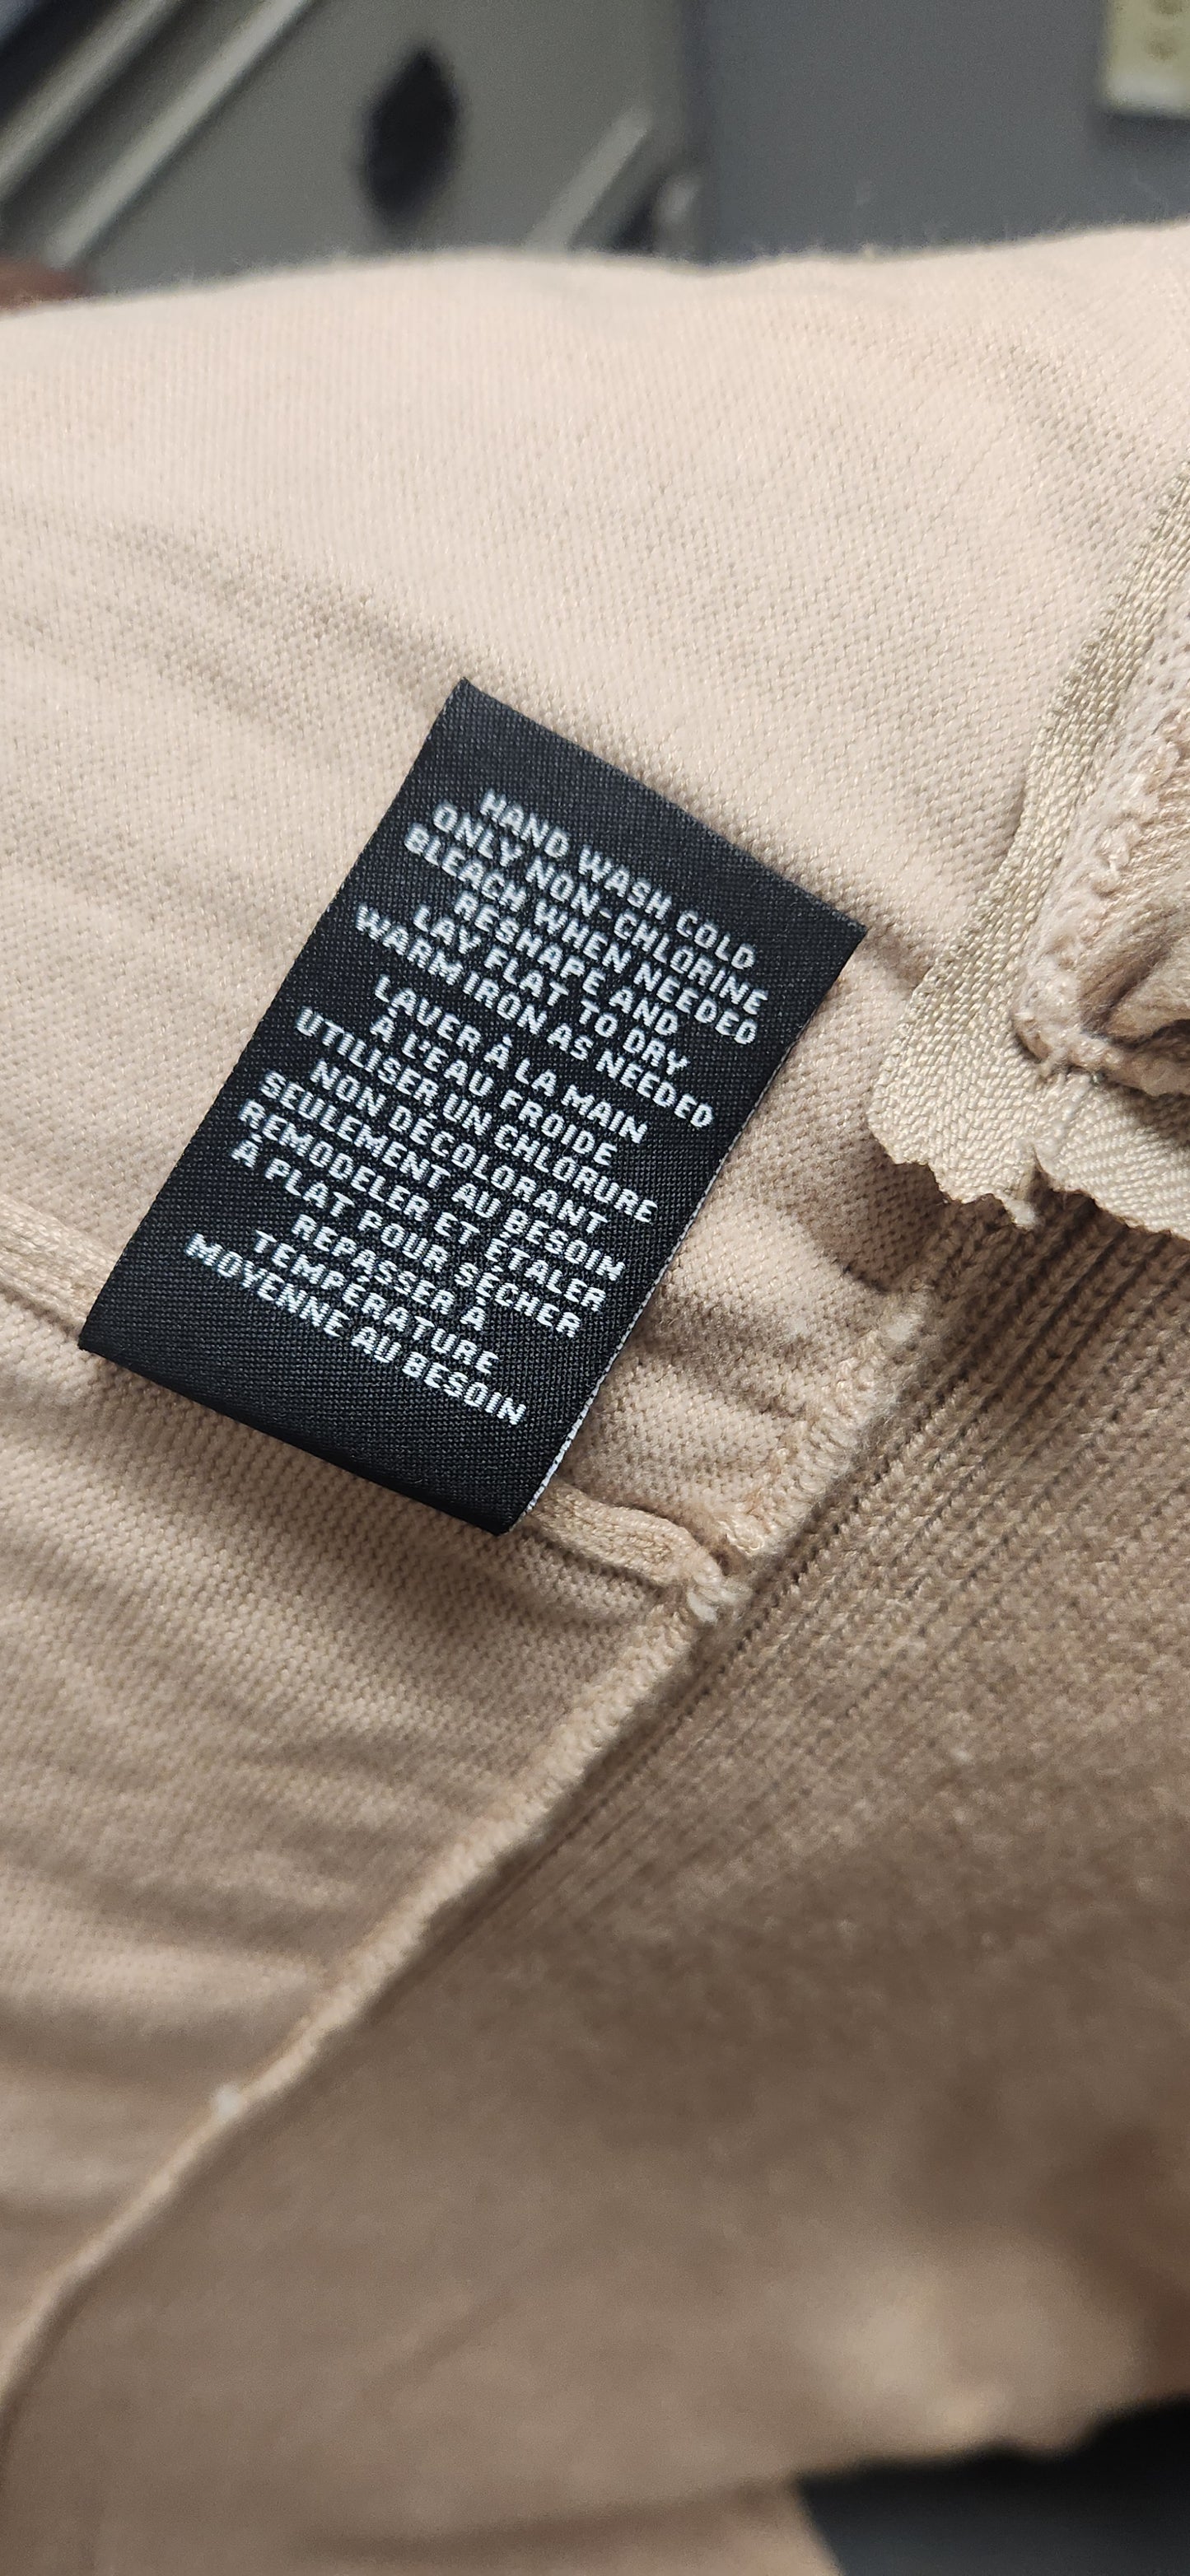 HAND WASH COLD
ONLY NON-CHLORINE
BLEACH WHEN NEEDED
RESHAPE AND
LAY FLAT TO DRY
WARM IRON AS NEEDED
LAVER À LA MAIN
À L'EAU FROIDE
UTILISER UN CHLORURE
NON DÉCOLORANT
SEULEMENT AU BESOIN
REMODELER ET ÉTALER
À PLAT POUR SÉCHER
REPASSER À
TEMPÉRATURE
MOYENNE AU BESOIN